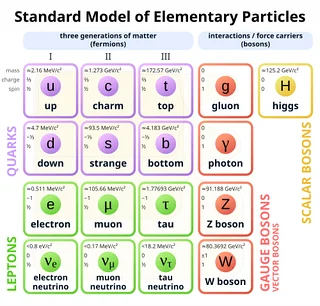 Standard Model of Elementary Particles
three generations of matter
(fermions)
interactions / force carriers
(bosons)
I II III
mass
charge
spin
≈2.16 MeV/c²
⅔
½
u
up
≈1.273 GeV/c²
⅔
½
c
charm
≈172.57 GeV/c²
⅔
½
t
top
0
0
1
g
gluon
≈125.2 GeV/c²
0
0
H
higgs
≈4.7 MeV/c²
−⅓
½
d
down
≈93.5 MeV/c²
−⅓
½
s
strange
≈4.183 GeV/c²
−⅓
½
b
bottom
0
0
1
γ
photon
≈0.511 MeV/c²
−1
½
e
electron
≈105.66 MeV/c²
−1
½
μ
muon
≈1.77693 GeV/c²
−1
½
τ
tau
≈91.188 GeV/c²
0
1
Z
Z boson
<0.8 eV/c²
0
½
νe
electron
neutrino
<0.17 MeV/c²
0
½
νμ
muon
neutrino
<18.2 MeV/c²
0
½
ντ
tau
neutrino
≈80.3692 GeV/c²
±1
1
W
W boson
QUARKS
LEPTONS
GAUGE BOSONS
VECTOR BOSONS
SCALAR BOSONS